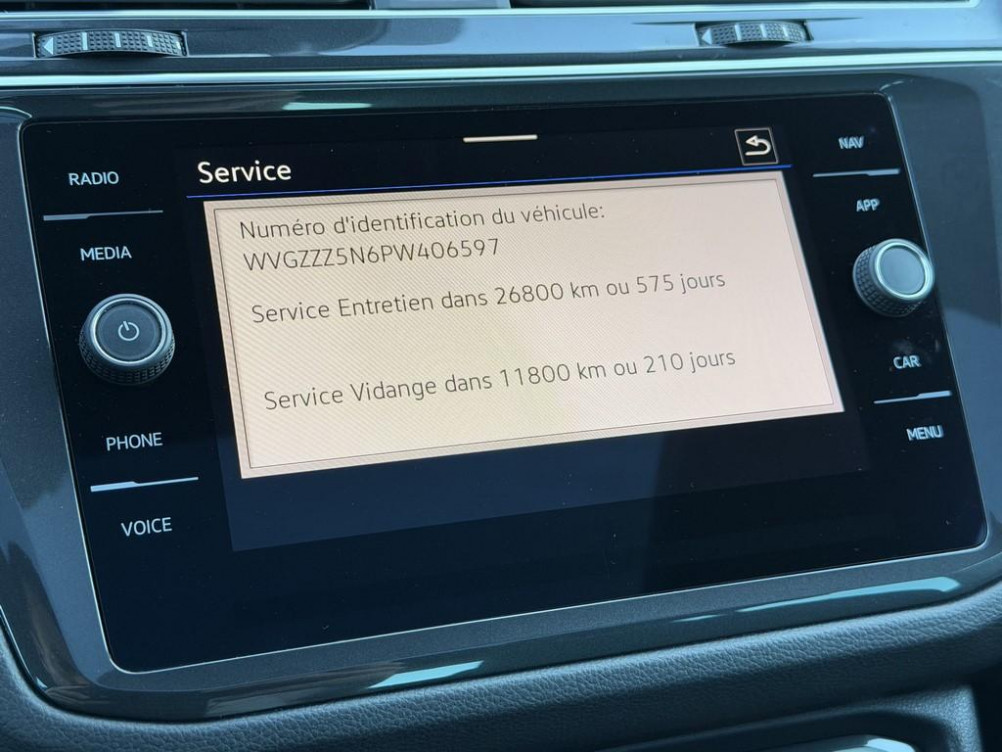 RADIO
MEDIA
PHONE
VOICE
Service
Numéro d'identification du véhicule:
WVGZZZ5N6PW406597
Service Entretien dans 26800 km ou 575 jours
Service Vidange dans 11800 km ou 210 jours
NAV
APP
CAR
MENU